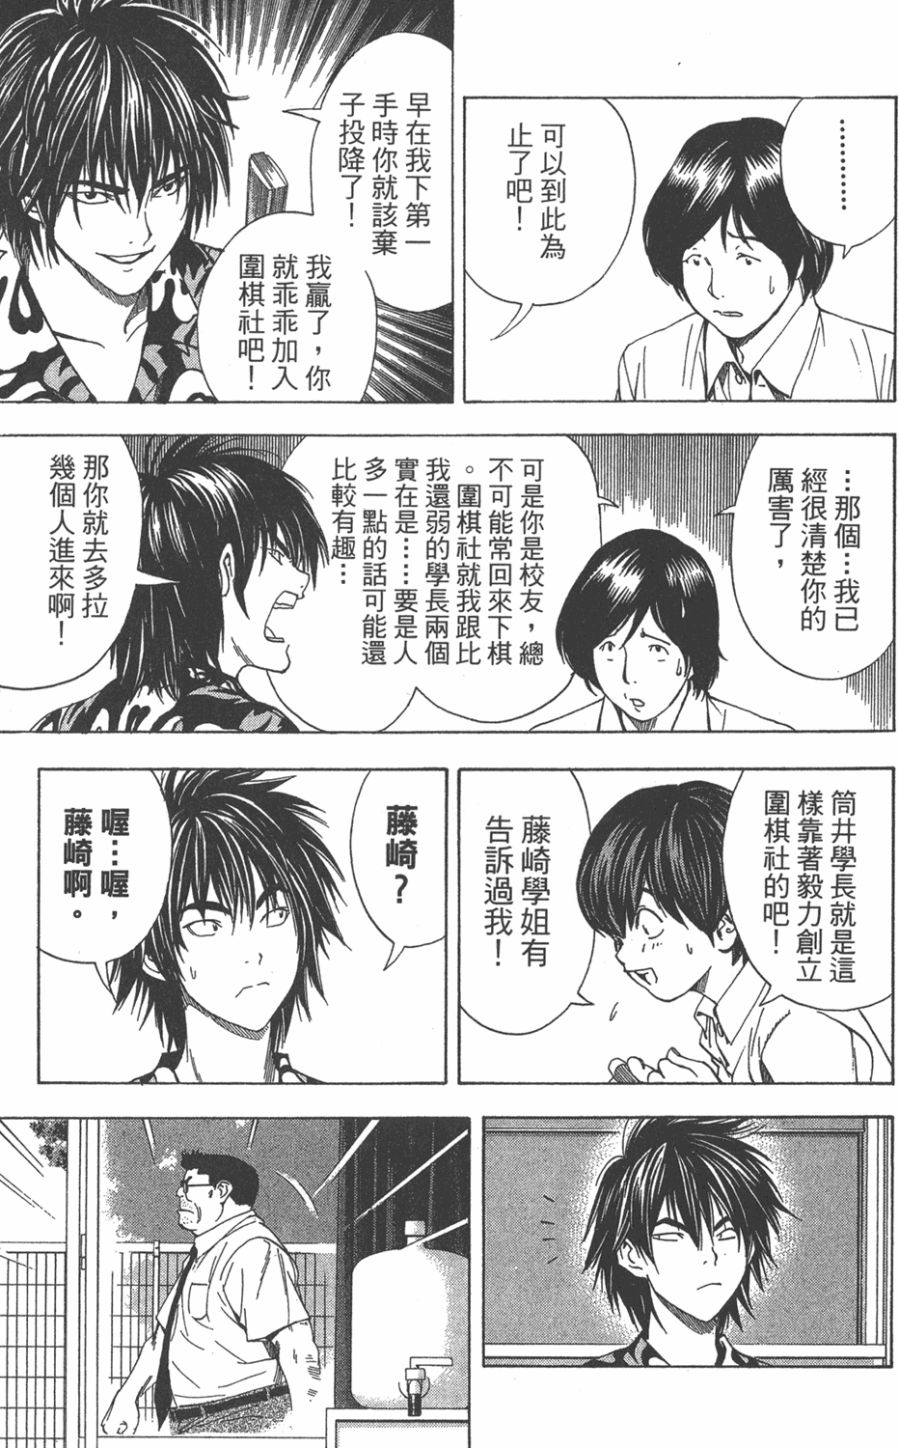 …………
可以到此為
止了吧！
早在我下第一
手時你就該棄
子投降了！
我贏了，你
就乖乖加入
圍棋社吧！
…那個…我已
經很清楚你的
厲害了，
可是你是校友，總
不可能常回來下棋
。圍棋社就我跟比
我還弱的學長兩個
實在是……要是人
多一點的話可能還
比較有趣…
那你就去多拉
幾個人進來啊！
筒井學長就是這
樣靠著毅力創立
圍棋社的吧！
藤崎學姐有
告訴過我！
藤崎？
喔…喔，
藤崎啊。